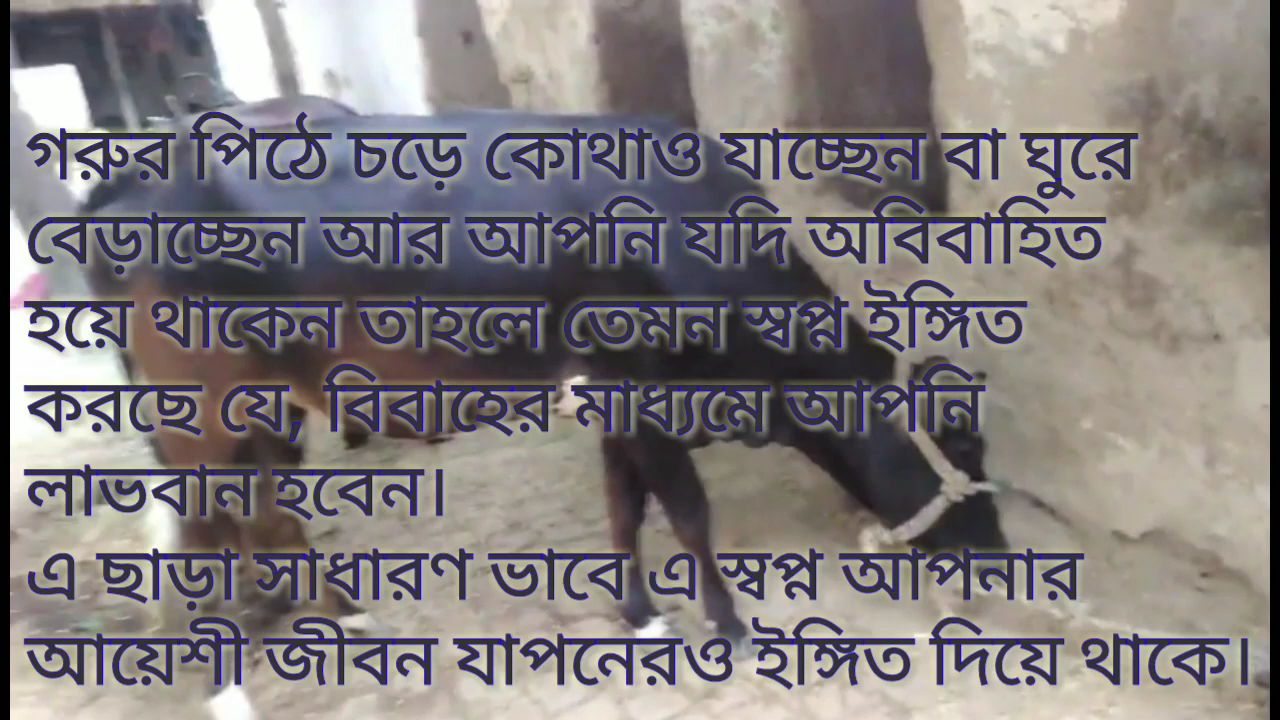 গরুর পিঠে চড়ে কোথাও যাচ্ছেন বা ঘুরে
বেড়াচ্ছেন আর আপনি যদি অবিবাহিত
হয়ে থাকেন তাহলে তেমন স্বপ্ন ইঙ্গিত
করছে যে, বিবাহের মাধ্যমে আপনি
লাভবান হবেন।
এ ছাড়া সাধারণ ভাবে এ স্বপ্ন আপনার
আয়েশী জীবন যাপনেরও ইঙ্গিত দিয়ে থাকে।